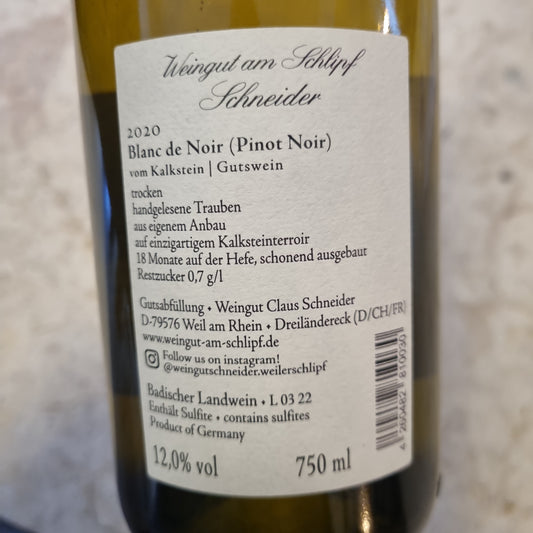 Weingut am Schlipf
Schneider
2020
Blanc de Noir (Pinot Noir)
vom Kalkstein | Gutswein
trocken
handgelesene Trauben
aus eigenem Anbau
auf einzigartigem Kalksteinterroir
18 Monate auf der Hefe, schonend ausgebaut
Restzucker 0,7 g/l
Gutsabfüllung • Weingut Claus Schneider
D-79576 Weil am Rhein • Dreiländereck (D/CH/FR)
www.weingut-am-schlipf.de
Follow us on instagram!
@weingutschneider.weilerschlipf
Badischer Landwein • L 03 22
Enthält Sulfite • contains sulfites
Product of Germany
12,0% vol 750 ml
4 260482 810030